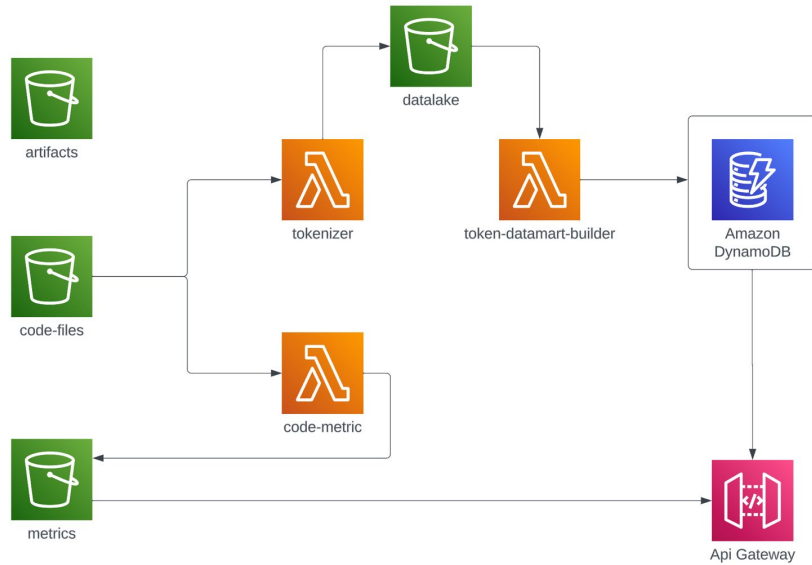 datalake
artifacts
tokenizer
token-datamart-builder
Amazon
DynamoDB
code-files
code-metric
metrics
Api Gateway